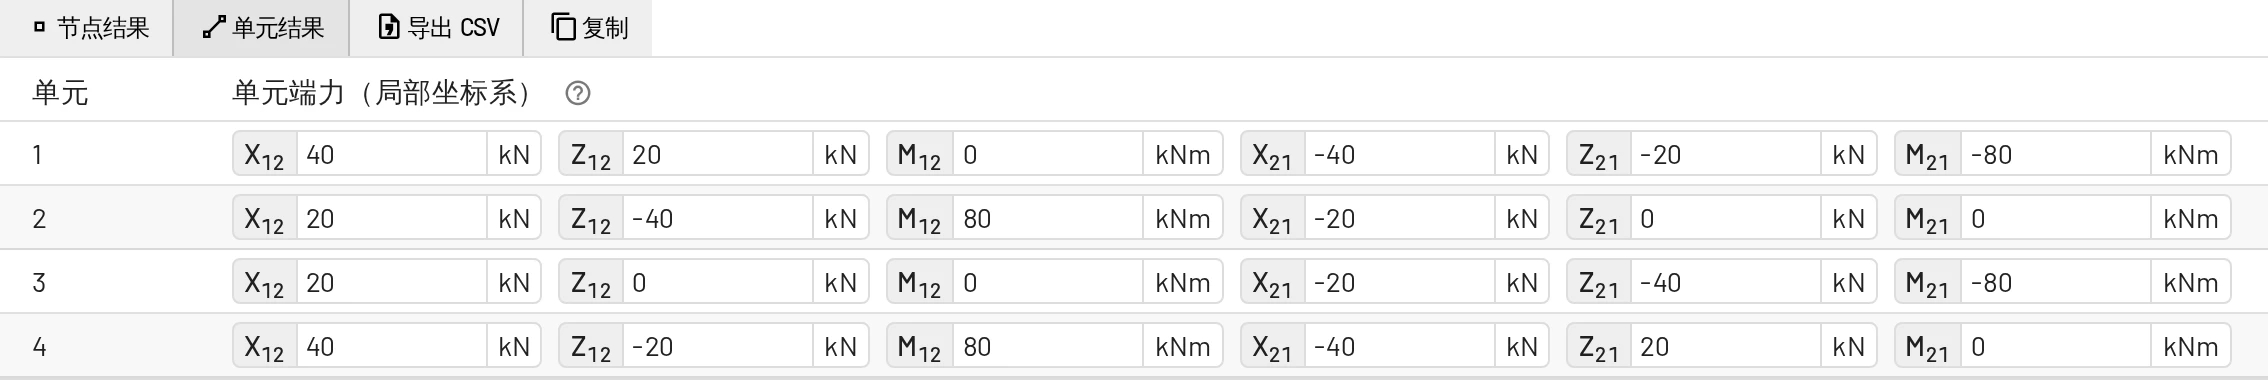 节点结果 单元结果 导出 CSV 复制
单元 单元端力（局部坐标系） ?
1 X12 40 kN Z12 20 kN M12 0 kNm X21 -40 kN Z21 -20 kN M21 -80 kNm
2 X12 20 kN Z12 -40 kN M12 80 kNm X21 -20 kN Z21 0 kN M21 0 kNm
3 X12 20 kN Z12 0 kN M12 0 kNm X21 -20 kN Z21 -40 kN M21 -80 kNm
4 X12 40 kN Z12 -20 kN M12 80 kNm X21 -40 kN Z21 20 kN M21 0 kNm